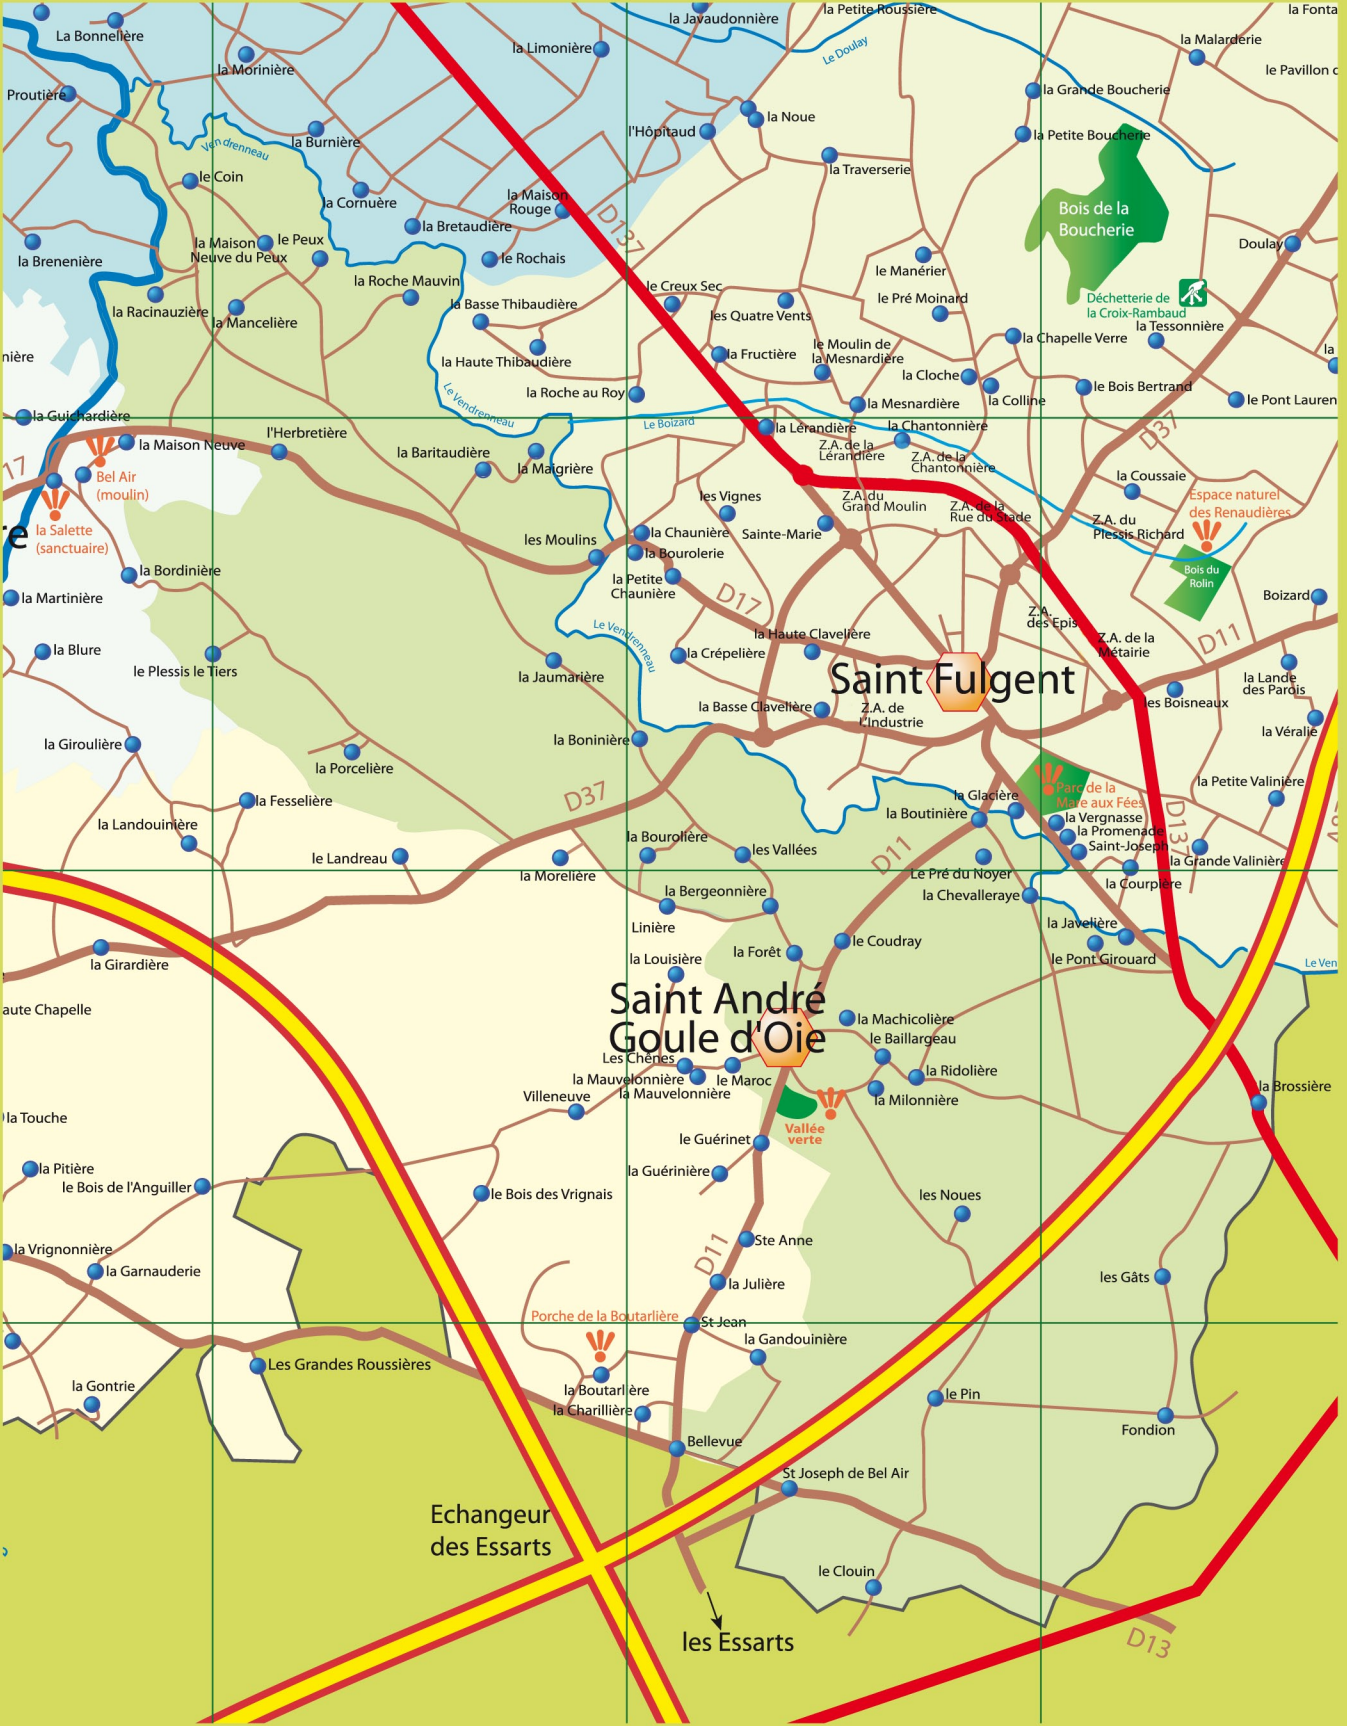 la Petite Roussière
la Fonta
la Javaudonnière
La Bonnelière
la Limonière
la Malarderie
Le Doulay
la Morinière
le Pavillon d
Proutière
la Grande Boucherie
la Noue
l'Hôpitaud
la Petite Boucherie
la Burnière
Vendrenneau
la Traverserie
le Coin
la Cornuère
la Maison
Rouge
Bois de la
Boucherie
D137
la Bretaudière
le Peux
la Maison
Neuve du Peux
Doulay
la Brenenière
le Rochais
le Manérier
la Roche Mauvin
le Creux Sec
la Racinauzière
la Basse Thibaudière
le Pré Moinard
Déchetterie de
la Croix-Rambaud
la Mancelière
les Quatre Vents
la Tessonnière
la Chapelle Verre
le Moulin de
la Mesnardière
nière
la Haute Thibaudière
la Fructière
la
la Cloche
la Roche au Roy
la Colline
le Bois Bertrand
la Mesnardière
le Pont Lauren
Le Vendrenneau
la Guichardière
Le Boizard
la Lérandière
la Chantonnière
D37
la Maison Neuve
l'Herbretière
la Baritaudière
la Maigrière
Z.A. de la
Lérandière
Z.A. de la
Chantonnière
17
Bel Air
(moulin)
la Coussaie
les Vignes
Z.A. du
Grand Moulin
Espace naturel
des Renaudières
Z.A. de la
Rue du Stade
Z.A. du
Plessis Richard
la Salette
(sanctuaire)
re
les Moulins
la Chaunière
Sainte-Marie
la Bourolerie
la Bordinière
la Petite
Chaunière
Bois du
Rolin
la Martinière
D17
Boizard
Z.A.
des Epis
Le Vendrenneau
la Haute Clavelière
Z.A. de la
Métairie
D11
la Blure
la Crépelière
le Plessis le Tiers
la Jaumarière
Saint Fulgent
la Lande
des Parois
la Basse Clavelière
Z.A. de
L'Industrie
les Boisneaux
la Véralie
la Giroulière
la Boninière
la Porcelière
la Petite Valinière
Parc de la
Mare aux Fées
D37
la Fesselière
la Glacière
la Boutinière
la Vergnasse
D137
la Landouinière
la Promenade
la Bourolière
les Vallées
Saint-Joseph
la Grande Valinière
le Landreau
D11
la Morelière
Le Pré du Noyer
la Courpière
la Bergeonnière
la Chevalleraye
Linière
la Javelière
le Coudray
la Forêt
le Pont Girouard
la Girardière
la Louisière
Le Ven
aute Chapelle
Saint André
Goule d'Oie
la Machicolière
le Baillargeau
Les Chênes
la Ridolière
la Mauvelonnière
le Maroc
la Brossière
Villeneuve
la Mauvelonnière
la Milonnière
la Touche
Vallée
verte
le Guérinet
la Pitière
la Guérinière
le Bois de l'Anguiller
le Bois des Vrignais
les Noues
Ste Anne
la Vrignonnière
la Garnauderie
D11
la Julière
les Gâts
Porche de la Boutarlière
St Jean
la Gandouinière
Les Grandes Roussières
la Gontrie
la Boutarlière
le Pin
la Charillière
Fondion
Bellevue
St Joseph de Bel Air
Echangeur
des Essarts
le Clouin
les Essarts
D13